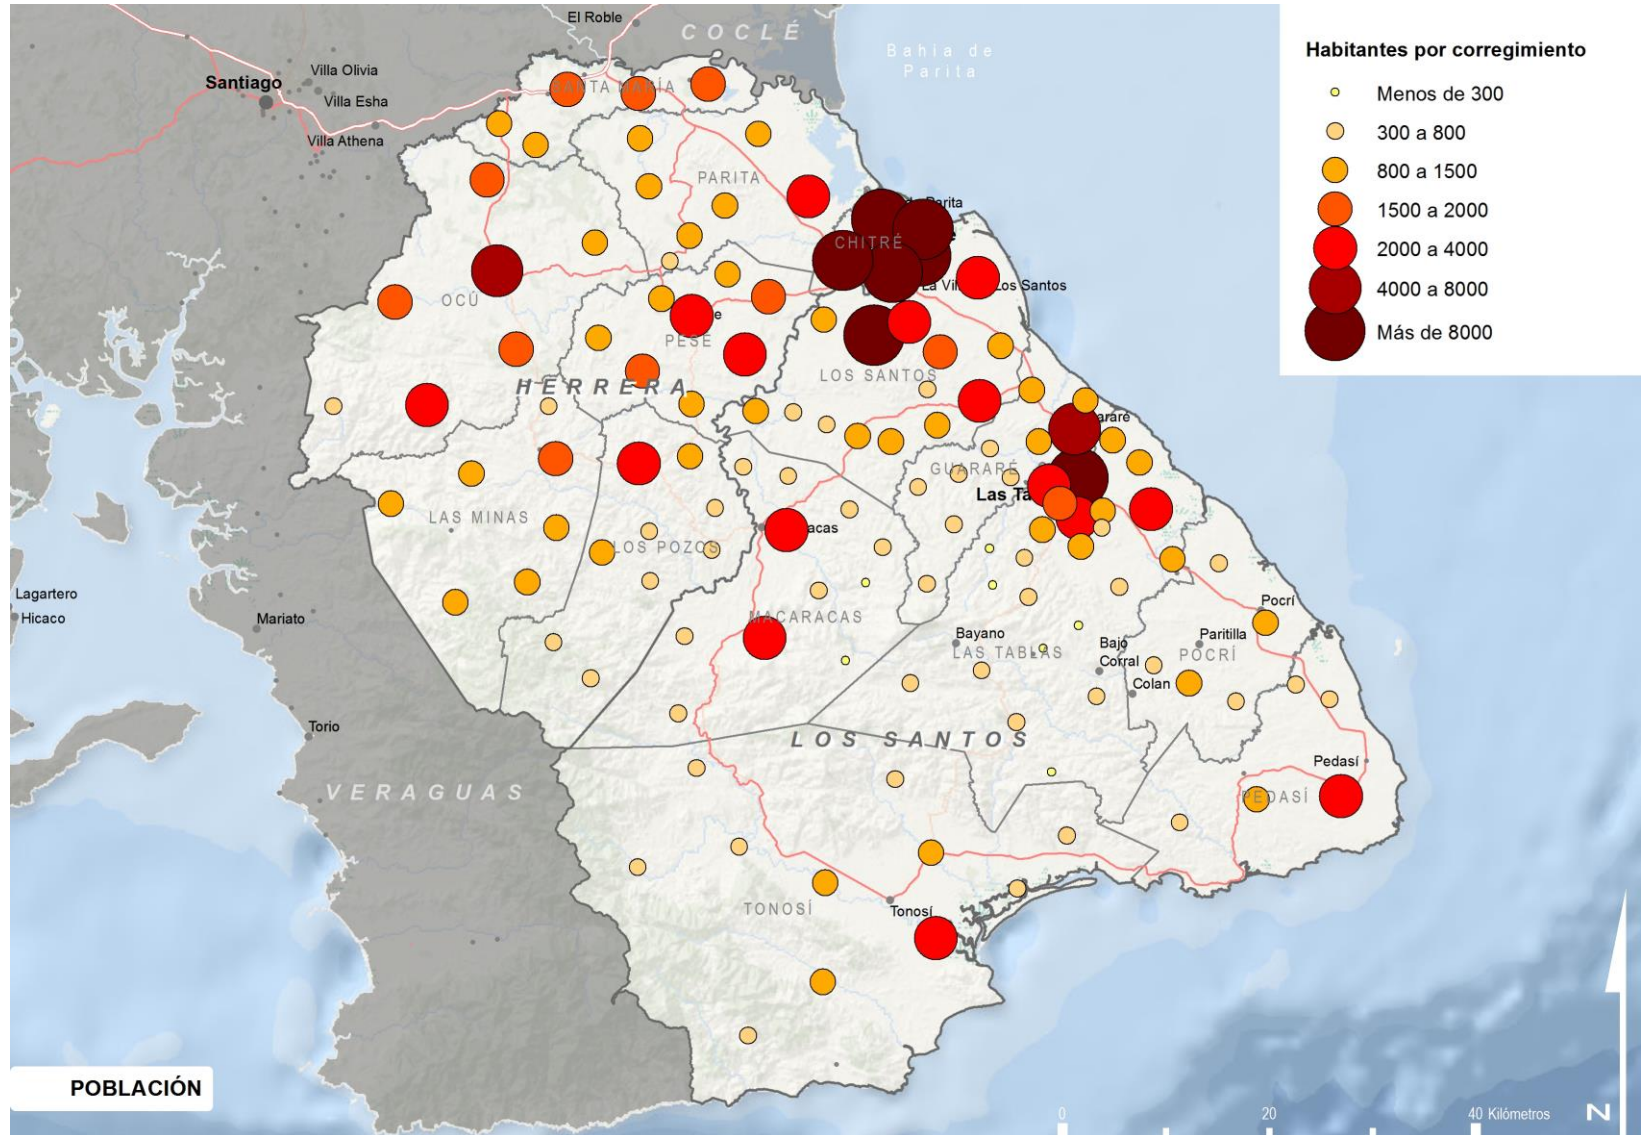 El Roble
COCLÉ
Bahia de
Parita
Habitantes por corregimiento
Menos de 300
300 a 800
800 a 1500
1500 a 2000
2000 a 4000
4000 a 8000
Más de 8000
Santiago
Villa Olivia
Villa Esha
Villa Athena
SANTA MARÍA
PARITA
Parita
CHITRÉ
Los Santos
OCÚ
PESÉ
HERRERA
LOS SANTOS
GUARARÉ
Las
LAS MINAS
LOS POZOS
Lagartero
Hicaco
Mariato
MACARACAS
Bayano
LAS TABLAS
Bajo
Corral
Colan
Pocrí
Paritilla
POCRÍ
Torio
LOS SANTOS
VERAGUAS
Pedasí
PEDASÍ
TONOSÍ
Tonosí
POBLACIÓN
0
20
40 Kilómetros
N